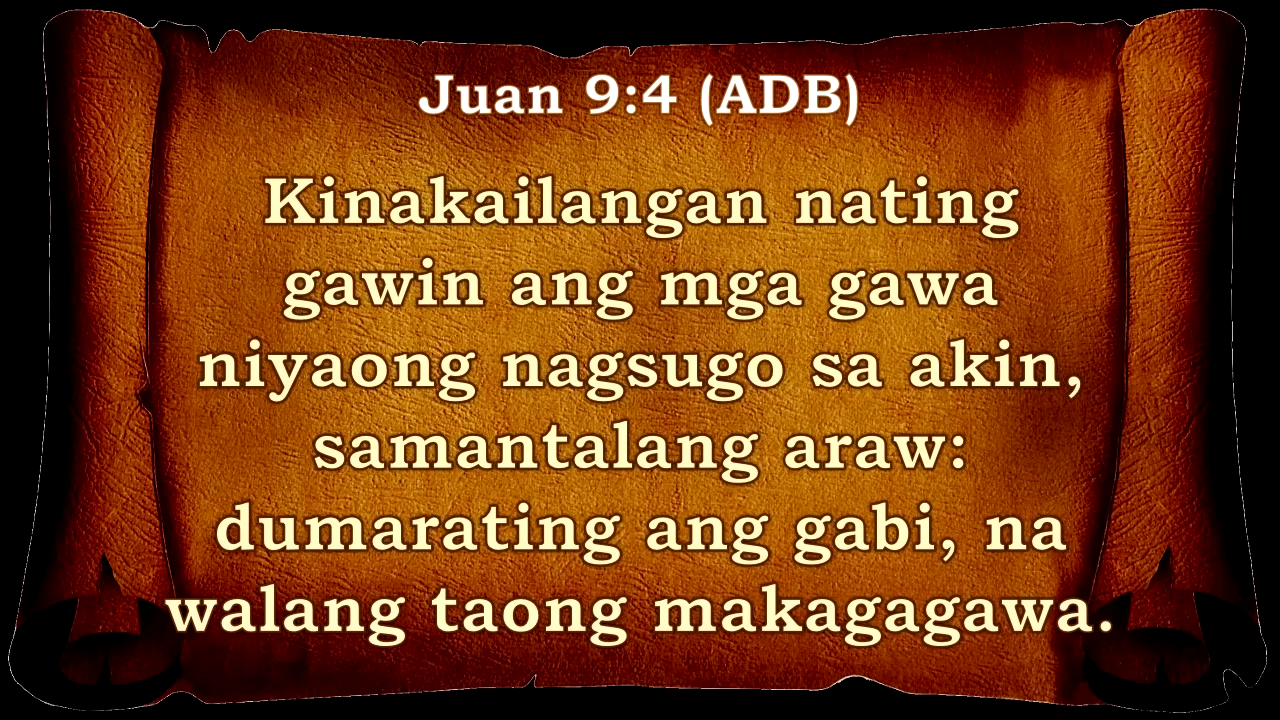 Juan 9:4 (ADB)
Kinakailangan nating
gawin ang mga gawa
niyaong nagsugo sa akin,
samantalang araw:
dumarating ang gabi, na
walang taong makagagawa.